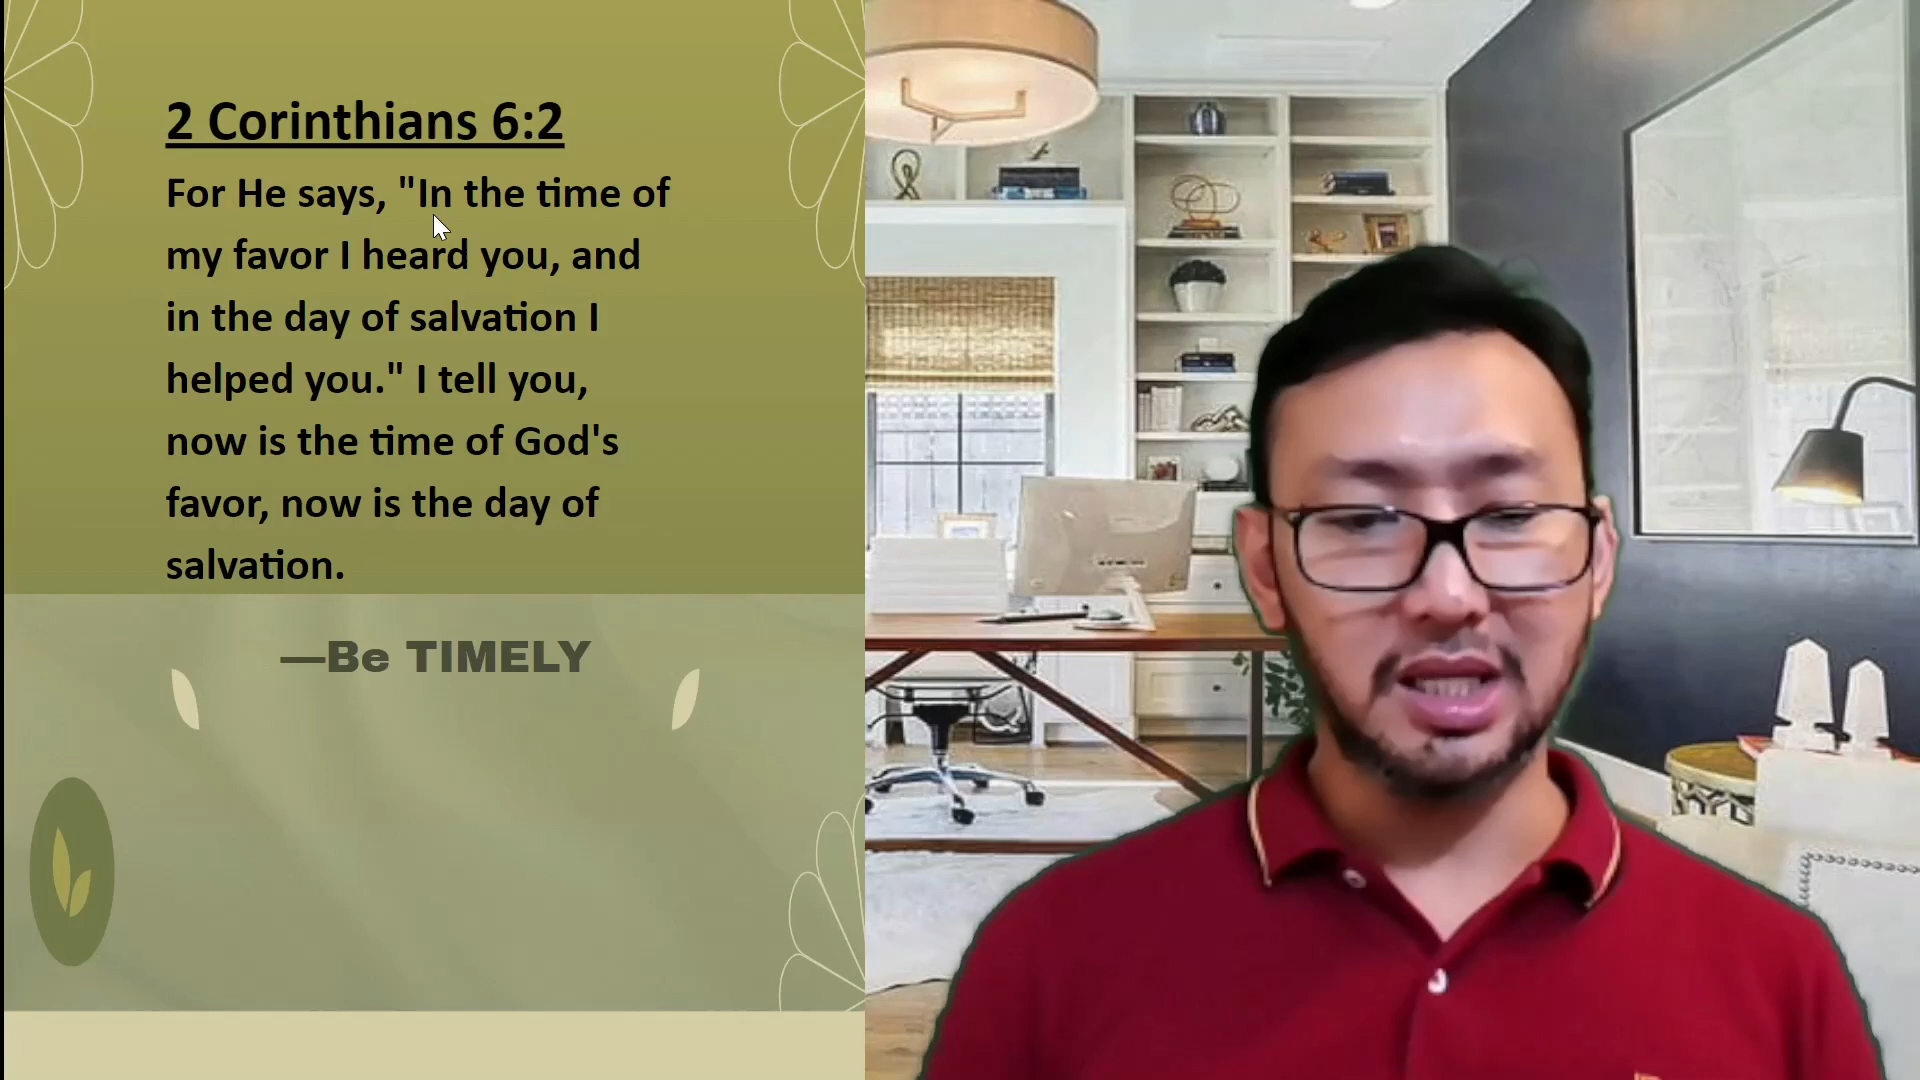 2 Corinthians 6:2
For He says, "In the time of
my favor I heard you, and
in the day of salvation I
helped you." I tell you,
now is the time of God's
favor, now is the day of
salvation.
—Be TIMELY